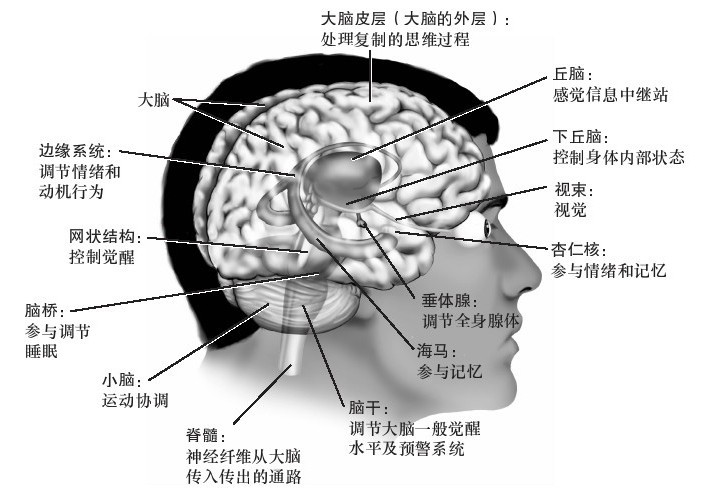 大脑皮层（大脑的外层）：
处理复制的思维过程
大脑
丘脑：
感觉信息中继站
边缘系统：
调节情绪和
动机行为
下丘脑：
控制身体内部状态
视束：
视觉
网状结构：
控制觉醒
杏仁核：
参与情绪和记忆
脑桥：
参与调节
睡眠
垂体腺：
调节全身腺体
海马：
参与记忆
小脑：
运动协调
脑干：
调节大脑一般觉醒
水平及预警系统
脊髓：
神经纤维从大脑
传入传出的通路